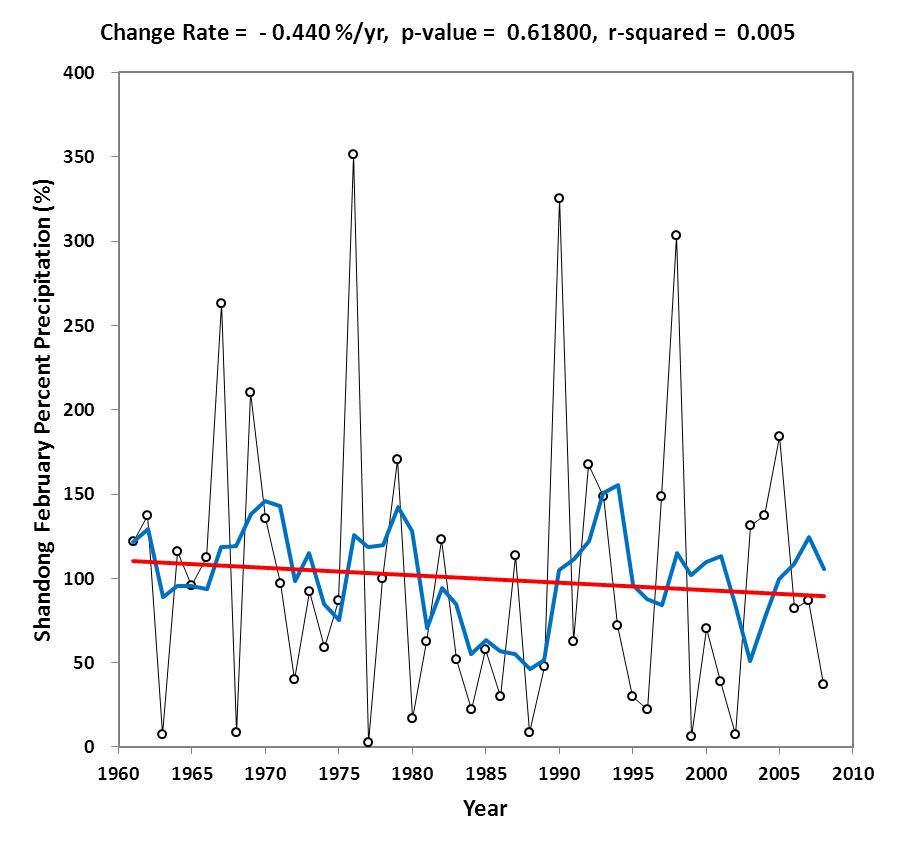 Change Rate = - 0.440 %/yr, p-value = 0.61800, r-squared = 0.005
400
350
300
250
200
150
100
50
0
Shandong February Percent Precipitation (%)
1960 1965 1970 1975 1980 1985 1990 1995 2000 2005 2010
Year